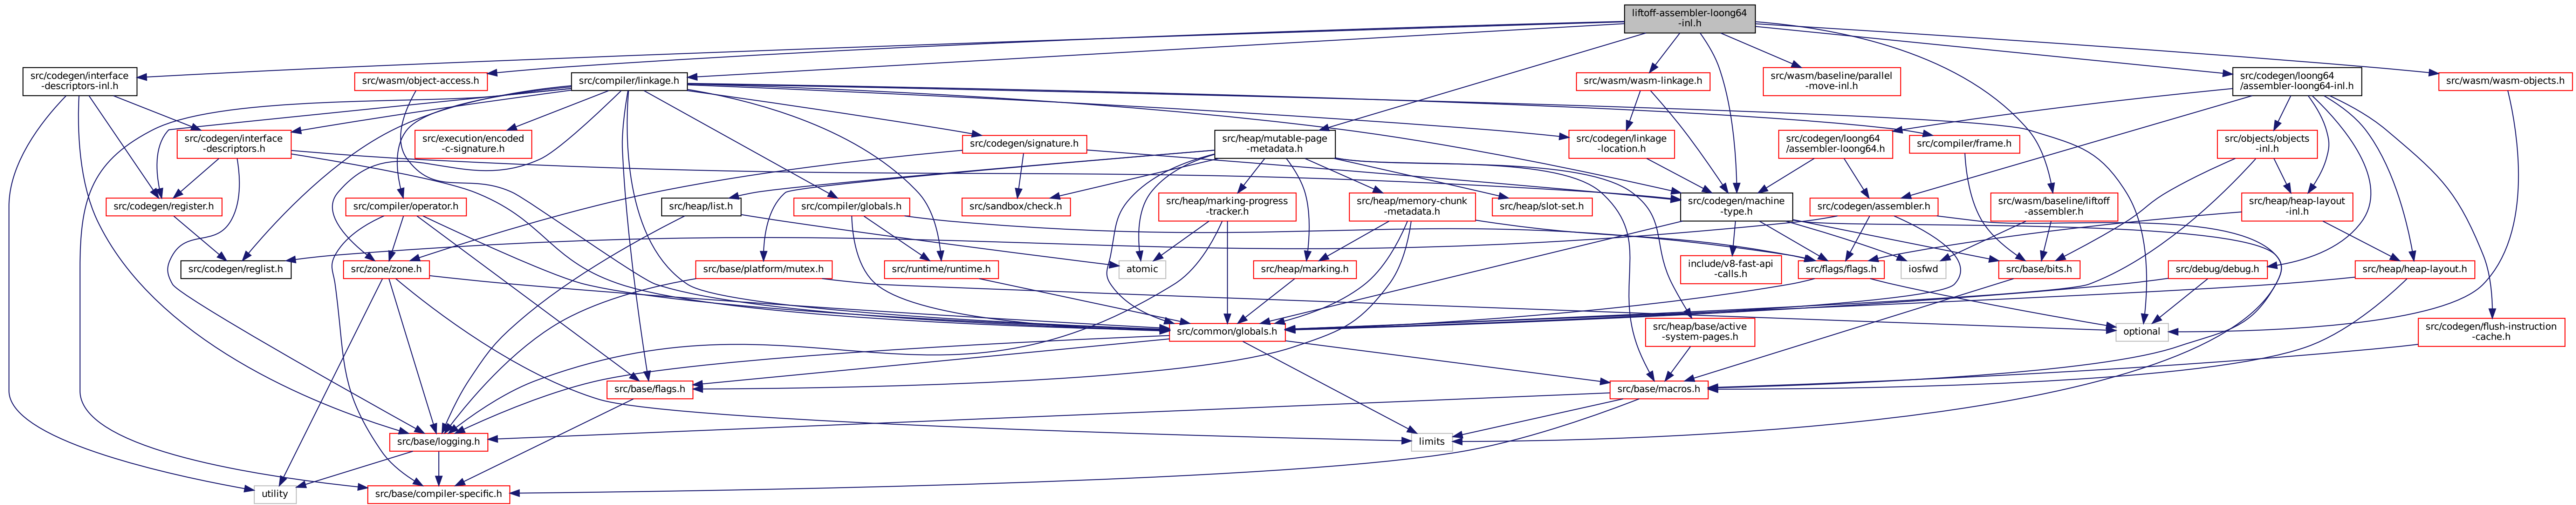 liftoff-assembler-loong64
-inl.h
src/codegen/interface
-descriptors-inl.h
src/wasm/object-access.h
src/compiler/linkage.h
src/wasm/wasm-linkage.h
src/wasm/baseline/parallel
-move-inl.h
src/codegen/loong64
/assembler-loong64-inl.h
src/wasm/wasm-objects.h
src/codegen/interface
-descriptors.h
src/execution/encoded
-c-signature.h
src/codegen/signature.h
src/heap/mutable-page
-metadata.h
src/codegen/linkage
-location.h
src/codegen/loong64
/assembler-loong64.h
src/compiler/frame.h
src/objects/objects
-inl.h
src/codegen/register.h
src/compiler/operator.h
src/heap/list.h
src/compiler/globals.h
src/sandbox/check.h
src/heap/marking-progress
-tracker.h
src/heap/memory-chunk
-metadata.h
src/heap/slot-set.h
src/codegen/machine
-type.h
src/codegen/assembler.h
src/wasm/baseline/liftoff
-assembler.h
src/heap/heap-layout
-inl.h
src/codegen/reglist.h
src/zone/zone.h
src/base/platform/mutex.h
src/runtime/runtime.h
atomic
src/heap/marking.h
include/v8-fast-api
-calls.h
src/flags/flags.h
iosfwd
src/base/bits.h
src/debug/debug.h
src/heap/heap-layout.h
src/common/globals.h
src/heap/base/active
-system-pages.h
optional
src/codegen/flush-instruction
-cache.h
src/base/flags.h
src/base/macros.h
src/base/logging.h
limits
utility
src/base/compiler-specific.h